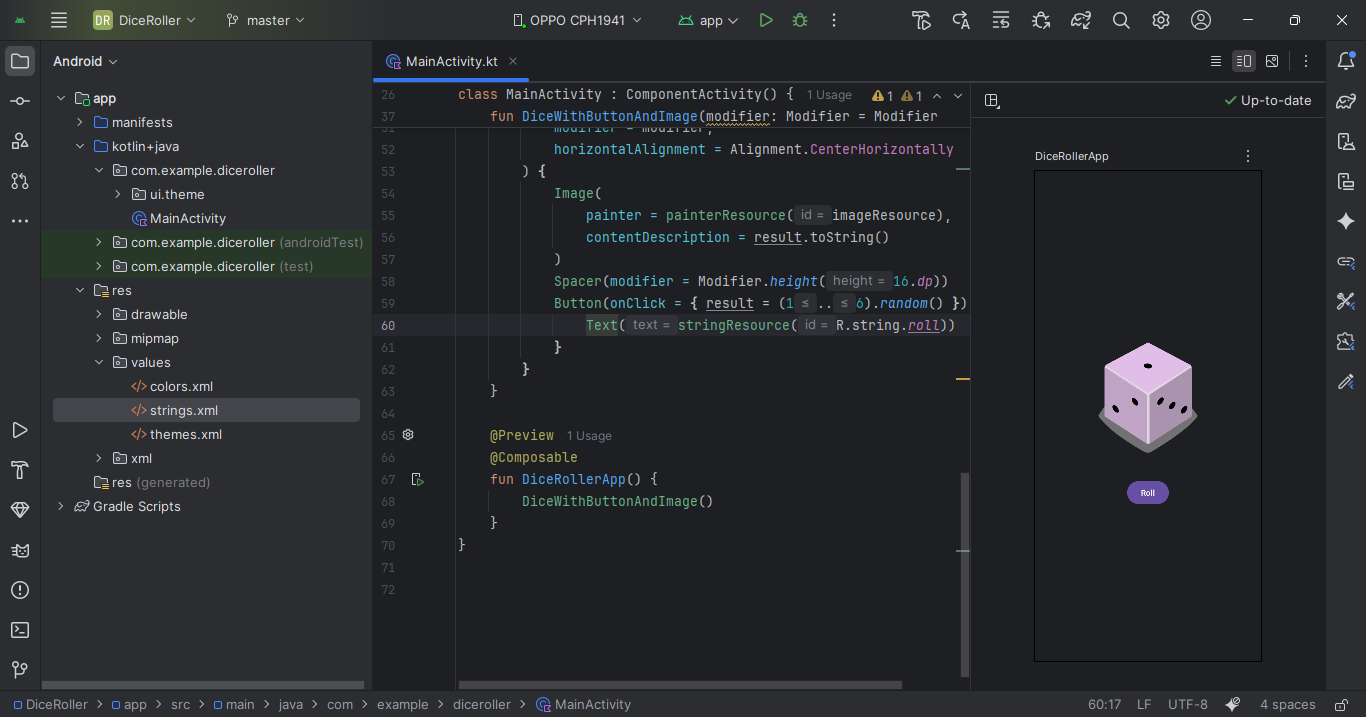 DR DiceRoller master OPPO CPH1941 app
Android
MainActivity.kt
app
manifests
kotlin+java
com.example.diceroller
ui.theme
MainActivity
com.example.diceroller (androidTest)
com.example.diceroller (test)
res
drawable
mipmap
values
colors.xml
strings.xml
themes.xml
xml
res (generated)
Gradle Scripts
26 class MainActivity : ComponentActivity() { 1 Usage 1 1
37 fun DiceWithButtonAndImage(modifier: Modifier = Modifier
51 modifier = modifier,
52 horizontalAlignment = Alignment.CenterHorizontally
53 ) {
54 Image(
55 painter = painterResource( id = imageResource),
56 contentDescription = result.toString()
57 )
58 Spacer(modifier = Modifier.height( height = 16.dp))
59 Button(onClick = { result = (1 ≤ .. ≤ 6).random() })
60 Text( text = stringResource( id = R.string.roll))
61 }
62 }
63 }
64
65 @Preview 1 Usage
66 @Composable
67 fun DiceRollerApp() {
68 DiceWithButtonAndImage()
69 }
70 }
71
72
Up-to-date
DiceRollerApp
Roll
DiceRoller > app > src > main > java > com > example > diceroller > MainActivity
60:17 LF UTF-8 4 spaces